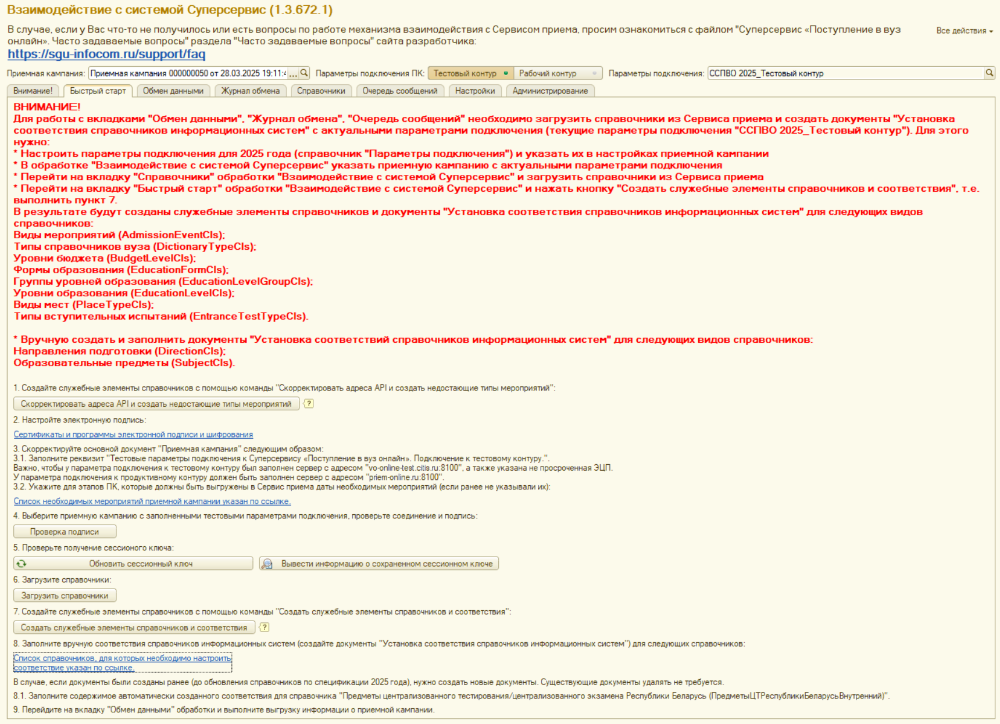 Взаимодействие с системой Суперсервис (1.3.672.1)
В случае, если у Вас что-то не получилось или есть вопросы по работе механизма взаимодействия с Сервисом приема, просим ознакомиться с файлом "Суперсервис «Поступление в вуз
онлайн». Часто задаваемые вопросы" раздела "Часто задаваемые вопросы" сайта разработчика:
Все действия
https://sgu-infocom.ru/support/faq
Приемная кампания: Приемная кампания 000000050 от 28.03.2025 19:11:4 ... Параметры подключения ПК: Тестовый контур Рабочий контур Параметры подключения: ССПВО 2025_Тестовый контур
Внимание! Быстрый старт Обмен данными Журнал обмена Справочники Очередь сообщений Настройки Администрирование
ВНИМАНИЕ!
Для работы с вкладками "Обмен данными", "Журнал обмена", "Очередь сообщений" необходимо загрузить справочники из Сервиса приема и создать документы "Установка
соответствия справочников информационных систем" с актуальными параметрами подключения (текущие параметры подключения "ССПВО 2025_Тестовый контур"). Для этого
нужно:
* Настроить параметры подключения для 2025 года (справочник "Параметры подключения") и указать их в настройках приемной кампании
* В обработке "Взаимодействие с системой Суперсервис" указать приемную кампанию с актуальными параметрами подключения
* Перейти на вкладку "Справочники" обработки "Взаимодействие с системой Суперсервис" и загрузить справочники из Сервиса приема
* Перейти на вкладку "Быстрый старт" обработки "Взаимодействие с системой Суперсервис" и нажать кнопку "Создать служебные элементы справочников и соответствия", т.е.
выполнить пункт 7.
В результате будут созданы служебные элементы справочников и документы "Установка соответствия справочников информационных систем" для следующих видов
справочников:
Виды мероприятий (AdmissionEventCls);
Типы справочников вуза (DictionaryTypeCls);
Уровни бюджета (BudgetLevelCls);
Формы образования (EducationFormCls);
Группы уровней образования (EducationLevelGroupCls);
Уровни образования (EducationLevelCls);
Виды мест (PlaceTypeCls);
Типы вступительных испытаний (EntranceTestTypeCls).
* Вручную создать и заполнить документы "Установка соответствий справочников информационных систем" для следующих видов справочников:
Направления подготовки (DirectionCls);
Образовательные предметы (SubjectCls).
1. Создайте служебные элементы справочников с помощью команды "Скорректировать адреса API и создать недостающие типы мероприятий":
Скорректировать адреса API и создать недостающие типы мероприятий ?
2. Настройте электронную подпись:
Сертификаты и программы электронной подписи и шифрования
3. Скорректируйте основной документ "Приемная кампания" следующим образом:
3.1. Заполните реквизит "Тестовые параметры подключения к Суперсервису «Поступление в вуз онлайн». Подключение к тестовому контуру.".
Важно, чтобы у параметра подключения к тестовому контуру был заполнен сервер с адресом "vo-online-test.citis.ru:8100", а также указана не просроченная ЭЦП.
У параметра подключения к продуктивному контуру должен быть заполнен сервер с адресом "priem-online.ru:8100".
3.2. Укажите для этапов ПК, которые должны быть выгружены в Сервис приема даты необходимых мероприятий (если ранее не указывали их):
Список необходимых мероприятий приемной кампании указан по ссылке.
4. Выберите приемную кампанию с заполненными тестовыми параметрами подключения, проверьте соединение и подпись:
Проверка подписи
5. Проверьте получение сессионого ключа:
Обновить сессионный ключ Вывести информацию о сохраненном сессионном ключе
6. Загрузите справочники:
Загрузить справочники
7. Создайте служебные элементы справочников с помощью команды "Создать служебные элементы справочников и соответствия":
Создать служебные элементы справочников и соответствия ?
8. Заполните вручную соответствия справочников информационных систем (создайте документы "Установка соответствия справочников информационных систем") для следующих справочников:
Список справочников, для которых необходимо настроить
соответствие указан по ссылке.
В случае, если документы были созданы ранее (до обновления справочников по спецификации 2025 года), нужно создать новые документы. Существующие документы удалять не требуется.
8.1. Заполните содержимое автоматически созданного соответствия для справочника "Предметы централизованного тестирования/централизованного экзамена Республики Беларусь (ПредметыЦТРеспубликиБеларусьВнутренний)".
9. Перейдите на вкладку "Обмен данными" обработки и выполните выгрузку информации о приемной кампании.